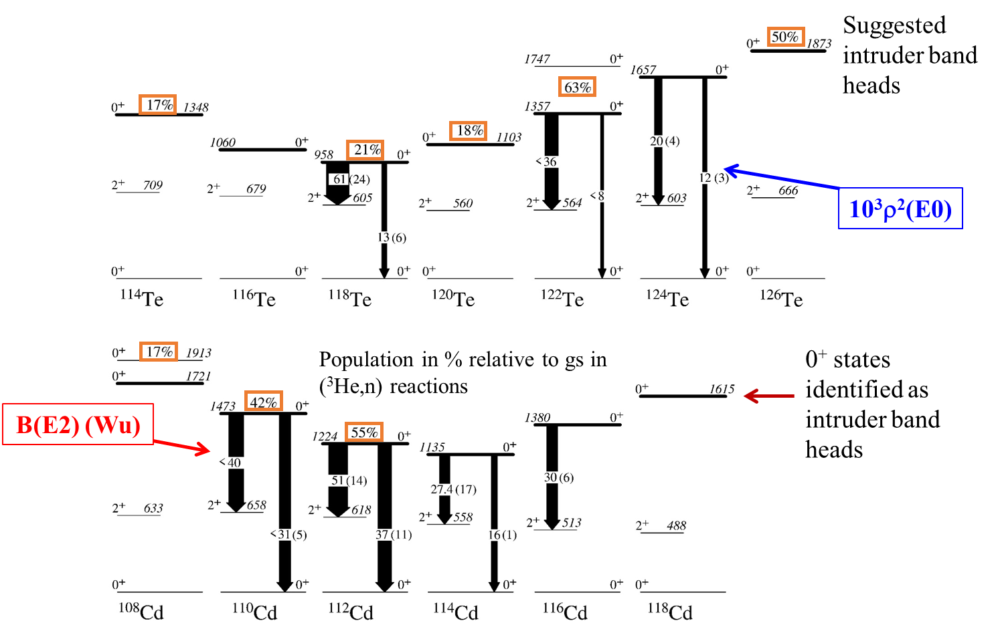 Suggested
intruder band
heads
0⁺ 50% 1873
1747 0⁺
1657 0⁺
63%
0⁺ 17% 1348
1357 0⁺
0⁺ 18% 1103
1060 0⁺
958 21% 0⁺
20 (4)
<36
61 (24)
12 (3)
2⁺ 709
2⁺ 679
2⁺ 605
2⁺ 560
2⁺ 564
<8
2⁺ 603
2⁺ 666
10³ρ²(E0)
13 (6)
0⁺
0⁺
0⁺
0⁺
0⁺
0⁺
0⁺
¹¹⁴Te
¹¹⁶Te
¹¹⁸Te
¹²⁰Te
¹²²Te
¹²⁴Te
¹²⁶Te
0⁺ 17% 1913
0⁺ 1721
Population in % relative to gs in
(³He,n) reactions
0⁺ states
identified as
intruder band
heads
0⁺ 1615
1473 42% 0⁺
B(E2) (Wu)
1224 55% 0⁺
1135 0⁺
1380 0⁺
<40
51 (14)
27.4 (17)
30 (6)
2⁺ 633
2⁺ 658
2⁺ 618
2⁺ 558
2⁺ 513
2⁺ 488
<31 (5)
37 (11)
16 (1)
0⁺
0⁺
0⁺
0⁺
0⁺
0⁺
¹⁰⁸Cd
¹¹⁰Cd
¹¹²Cd
¹¹⁴Cd
¹¹⁶Cd
¹¹⁸Cd